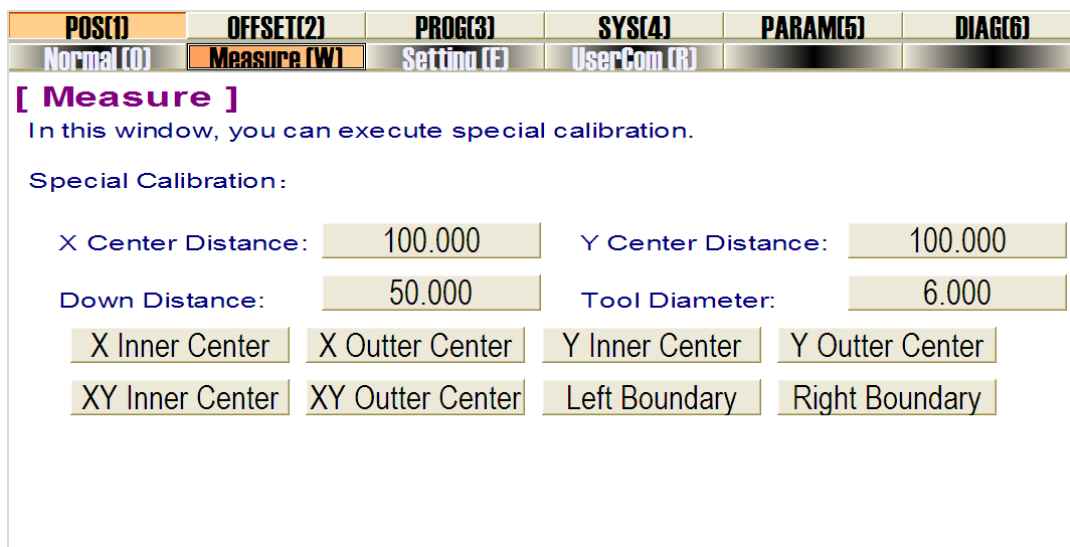 POS(1) OFFSET(2) PROG(3) SYS(4) PARAM(5) DIAG(6)
Normal (Q) Measure (W) Setting (E) UserCom (R)
[ Measure ]
In this window, you can execute special calibration.
Special Calibration:
X Center Distance: 100.000 Y Center Distance: 100.000
Down Distance: 50.000 Tool Diameter: 6.000
X Inner Center X Outter Center Y Inner Center Y Outter Center
XY Inner Center XY Outter Center Left Boundary Right Boundary